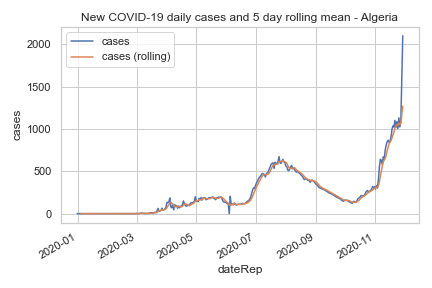 New COVID-19 daily cases and 5 day rolling mean - Algeria
cases
cases (rolling)
2000
1500
1000
500
0
cases
2020-01
2020-03
2020-05
2020-07
2020-09
2020-11
dateRep